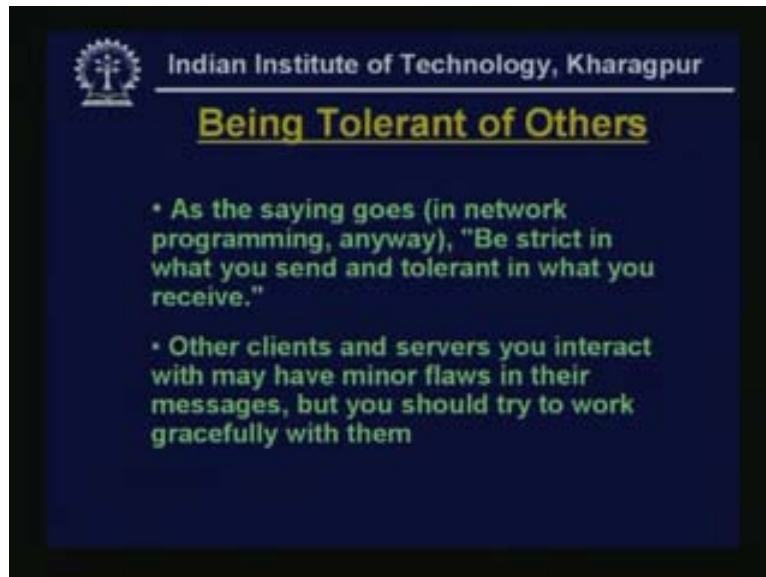 Indian Institute of Technology, Kharagpur
Being Tolerant of Others
• As the saying goes (in network
programming, anyway), "Be strict in
what you send and tolerant in what you
receive."
• Other clients and servers you interact
with may have minor flaws in their
messages, but you should try to work
gracefully with them